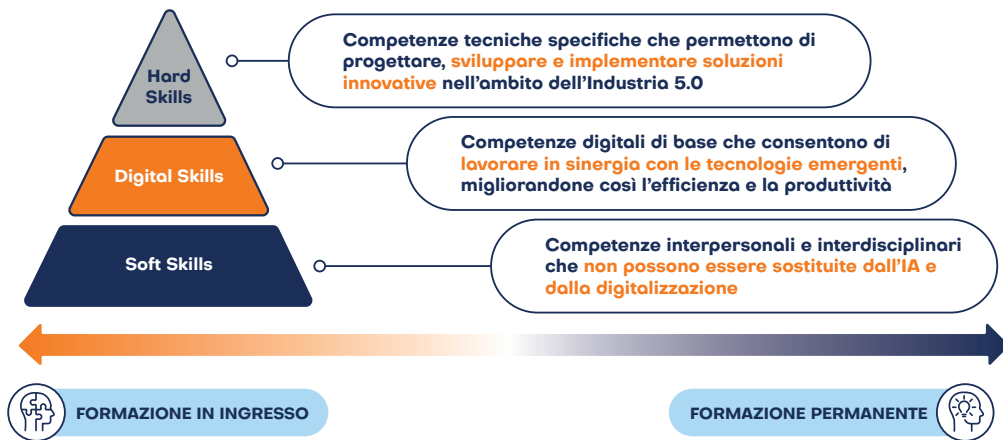 Hard
Skills
Competenze tecniche specifiche che permettono di
progettare, sviluppare e implementare soluzioni
innovative nell'ambito dell'Industria 5.0
Digital Skills
Competenze digitali di base che consentono di
lavorare in sinergia con le tecnologie emergenti,
migliorandone così l'efficienza e la produttività
Soft Skills
Competenze interpersonali e interdisciplinari
che non possono essere sostituite dall'IA e
dalla digitalizzazione
FORMAZIONE IN INGRESSO
FORMAZIONE PERMANENTE